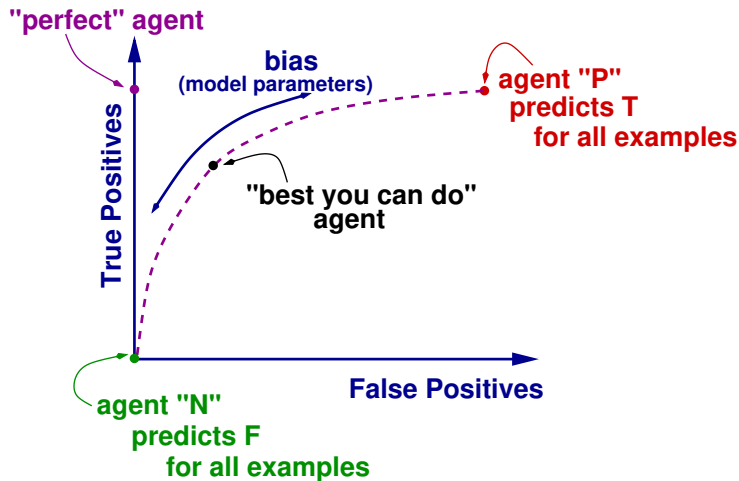 "perfect" agent
bias
(model parameters)
agent "P"
predicts T
for all examples
True Positives
"best you can do"
agent
False Positives
agent "N"
predicts F
for all examples